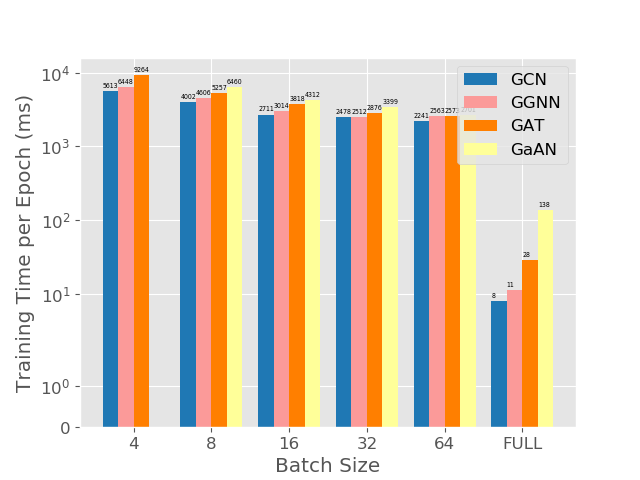 9264
5613 6448
4002 4606 5257 6460
2711 3014 3818 4312
2478 2512 2876 3399
2241 2563 2573
8 11 28 138
GCN
GGNN
GAT
GaAN
Training Time per Epoch (ms)
10⁴
10³
10²
10¹
10⁰
0
4 8 16 32 64 FULL
Batch Size